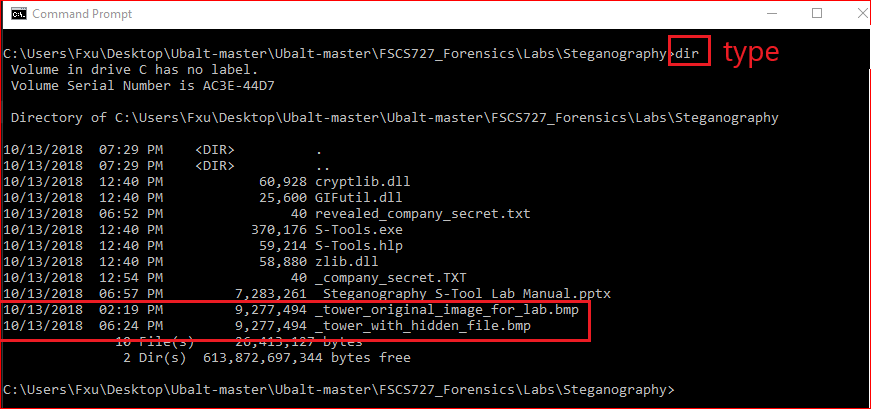 Command Prompt
C:\Users\Fxu\Desktop\Ubalt-master\Ubalt-master\FSCS727_Forensics\Labs\Steganography>dir type
Volume in drive C has no label.
Volume Serial Number is AC3E-44D7
Directory of C:\Users\Fxu\Desktop\Ubalt-master\Ubalt-master\FSCS727_Forensics\Labs\Steganography
10/13/2018 07:29 PM <DIR> .
10/13/2018 07:29 PM <DIR> ..
10/13/2018 12:40 PM 60,928 cryptlib.dll
10/13/2018 12:40 PM 25,600 GIFutil.dll
10/13/2018 06:52 PM 40 revealed_company_secret.txt
10/13/2018 12:40 PM 370,176 S-Tools.exe
10/13/2018 12:40 PM 59,214 S-Tools.hlp
10/13/2018 12:40 PM 58,880 zlib.dll
10/13/2018 12:54 PM 40 _company_secret.TXT
10/13/2018 06:57 PM 7,283,261 _Steganography S-Tool Lab Manual.pptx
10/13/2018 02:19 PM 9,277,494 _tower_original_image_for_lab.bmp
10/13/2018 06:24 PM 9,277,494 _tower_with_hidden_file.bmp
10 File(s) 26,413,127 bytes
2 Dir(s) 613,872,697,344 bytes free
C:\Users\Fxu\Desktop\Ubalt-master\Ubalt-master\FSCS727_Forensics\Labs\Steganography>